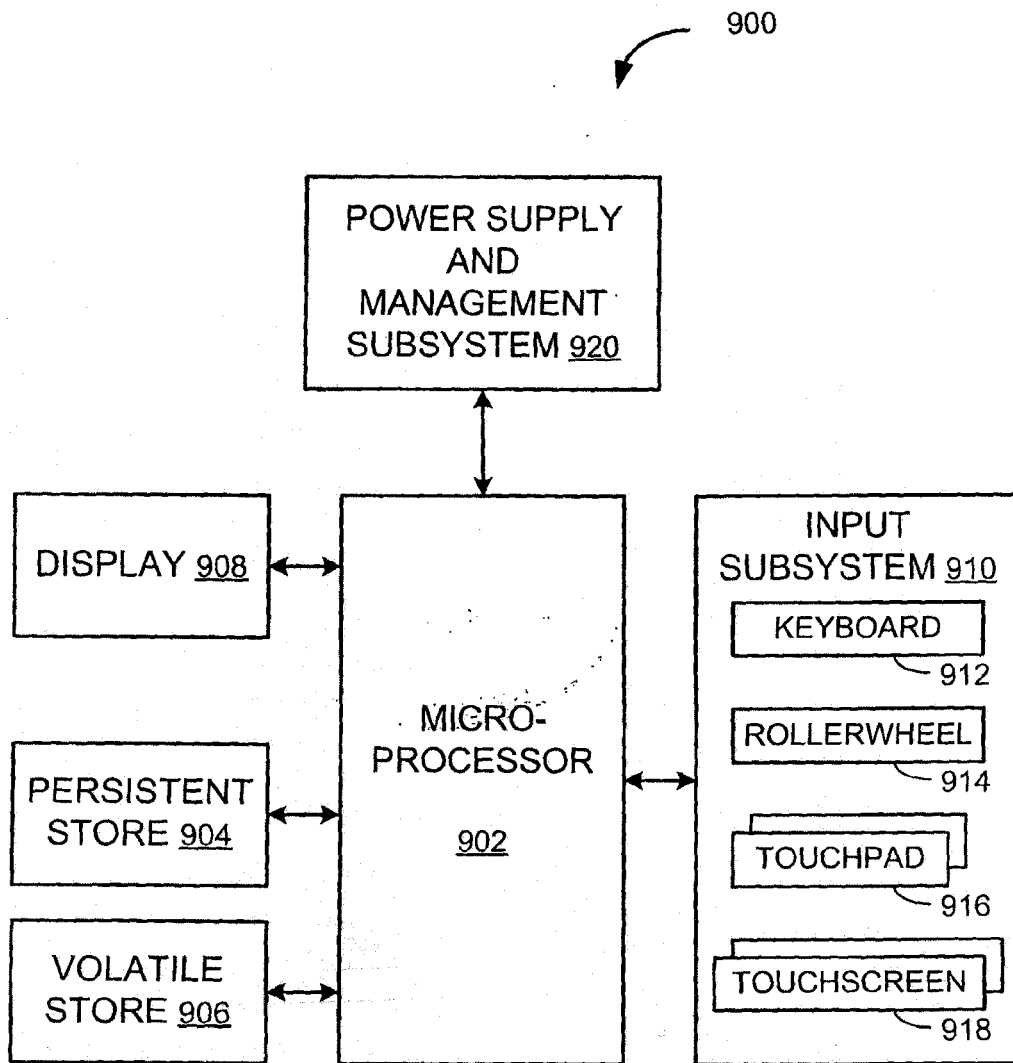 900
POWER SUPPLY
AND
MANAGEMENT
SUBSYSTEM 920
DISPLAY 908
PERSISTENT
STORE 904
VOLATILE
STORE 906
MICRO-
PROCESSOR
902
INPUT
SUBSYSTEM 910
KEYBOARD
912
ROLLERWHEEL
914
TOUCHPAD
916
TOUCHSCREEN
918